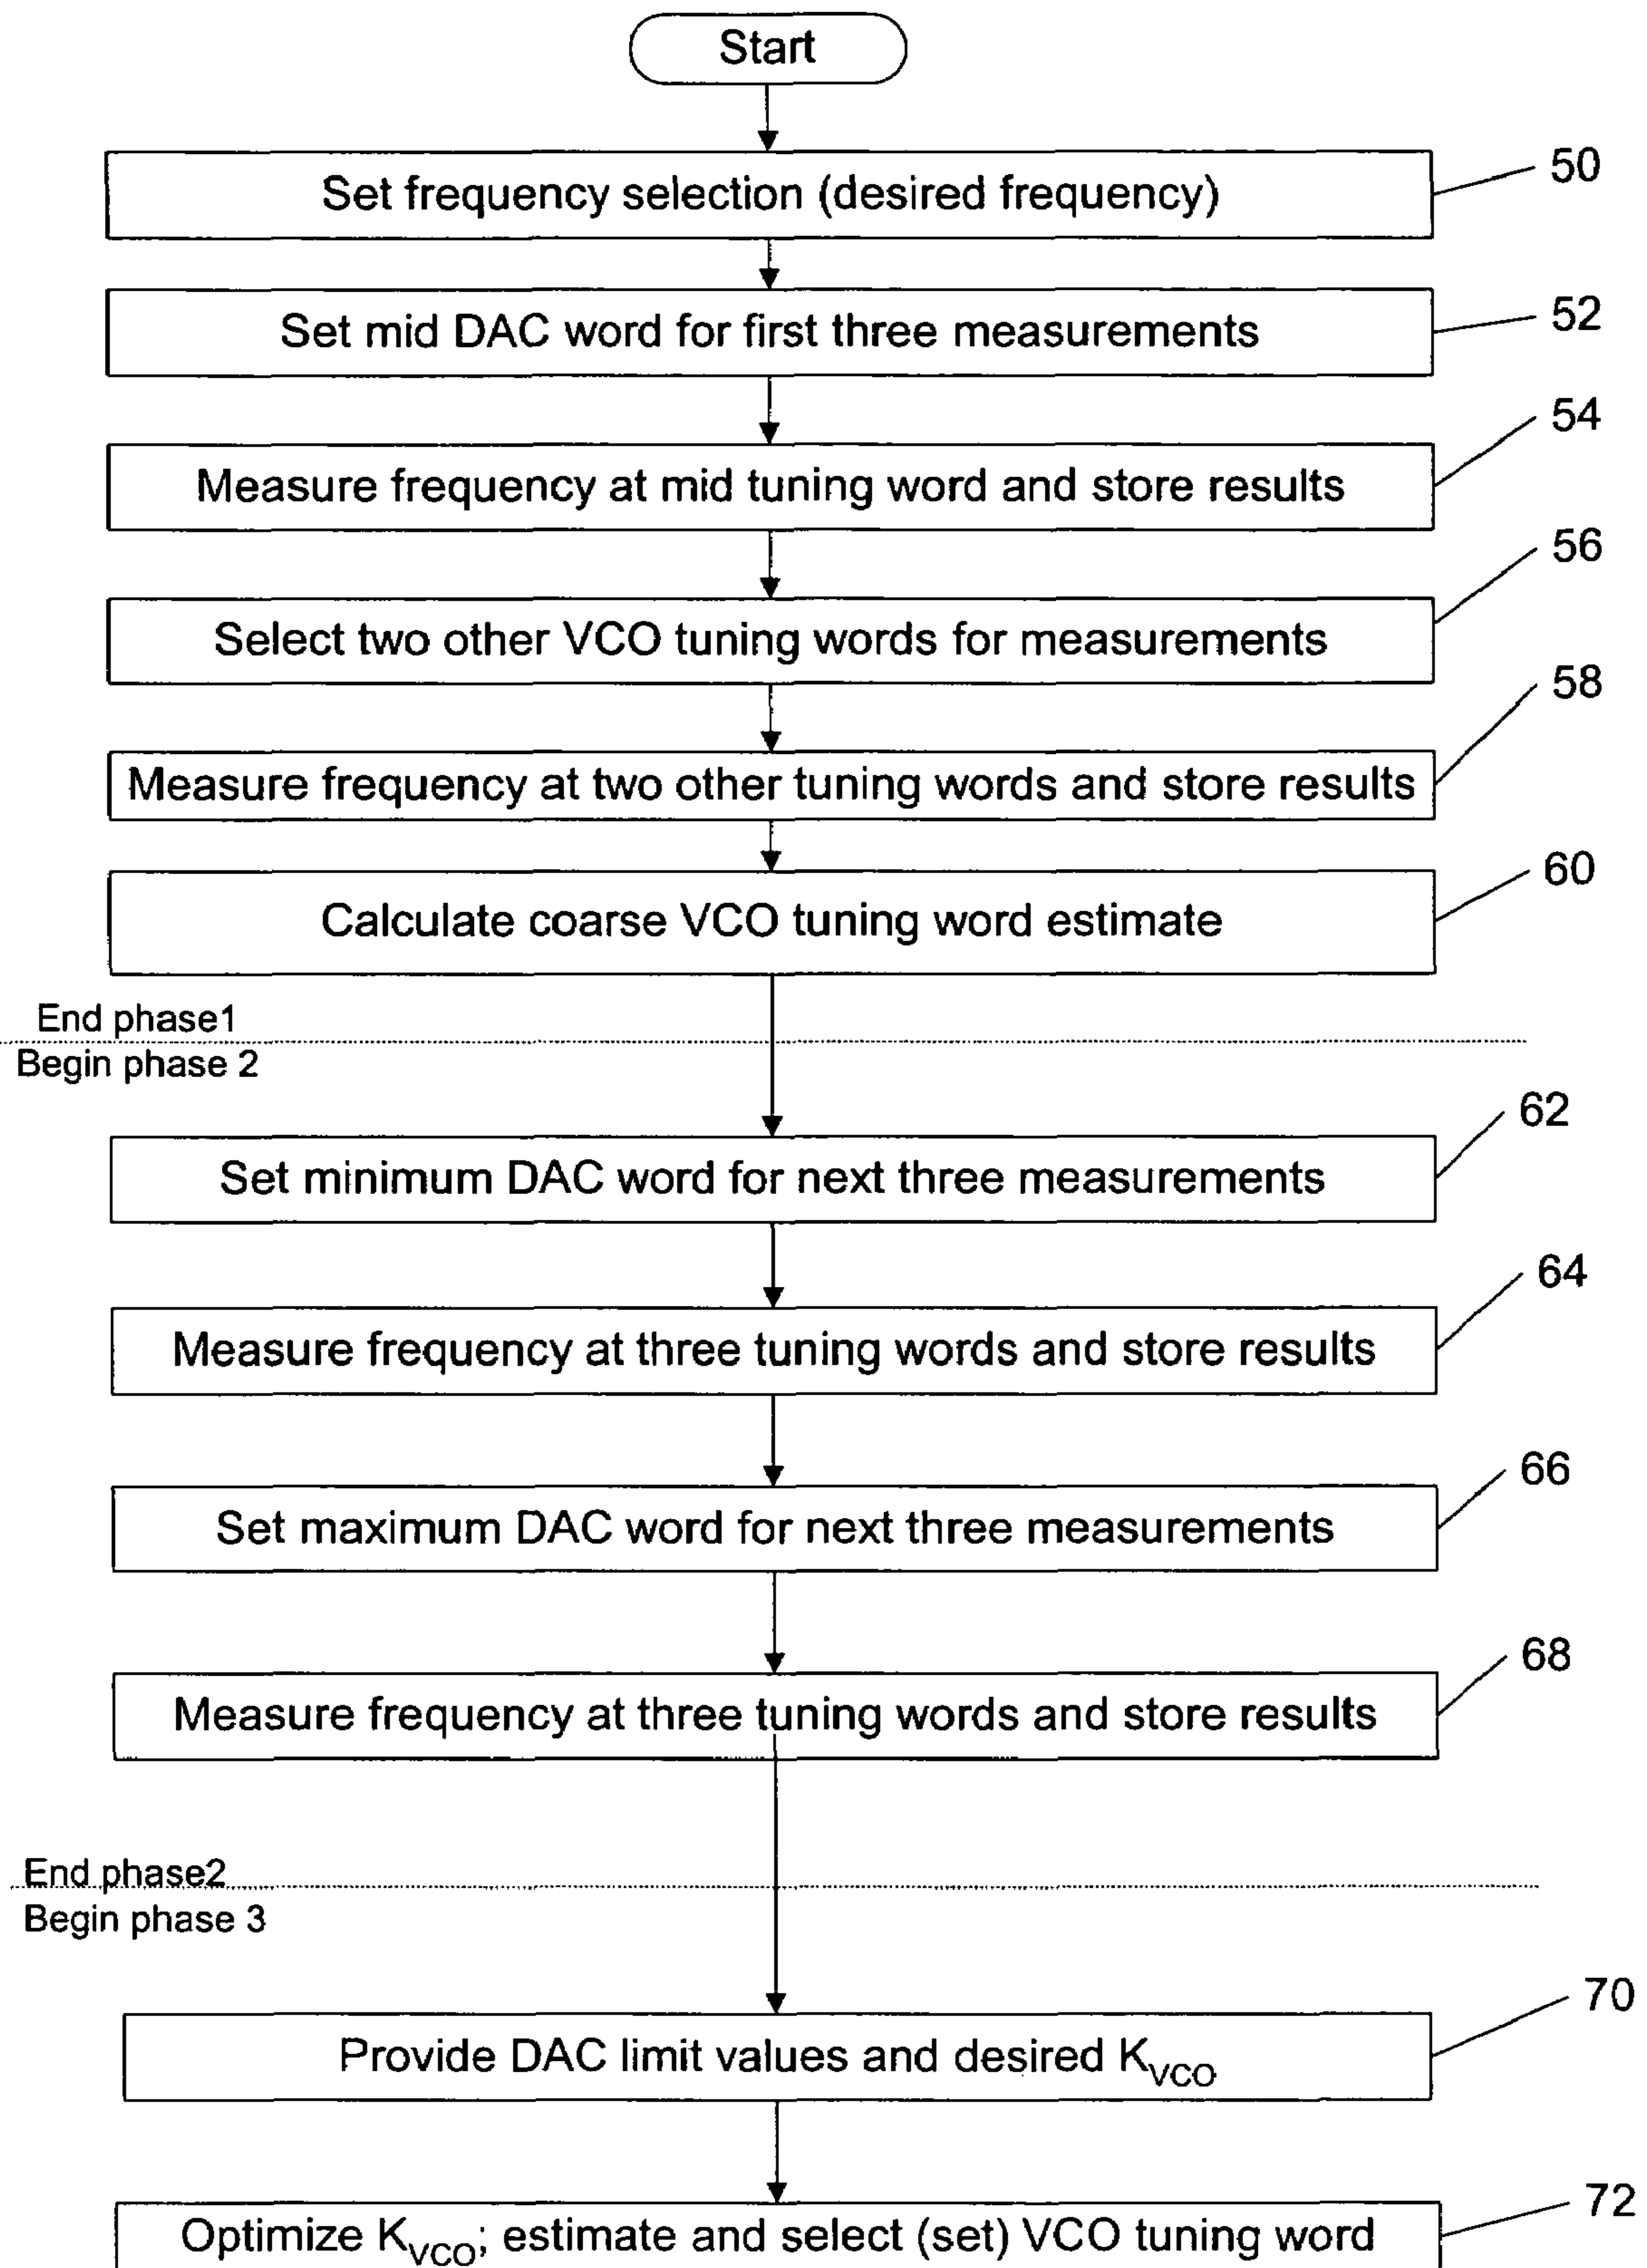 Start
Set frequency selection (desired frequency)
50
Set mid DAC word for first three measurements
52
Measure frequency at mid tuning word and store results
54
Select two other VCO tuning words for measurements
56
Measure frequency at two other tuning words and store results
58
Calculate coarse VCO tuning word estimate
60
End phase1
Begin phase 2
Set minimum DAC word for next three measurements
62
Measure frequency at three tuning words and store results
64
Set maximum DAC word for next three measurements
66
Measure frequency at three tuning words and store results
68
End phase2
Begin phase 3
Provide DAC limit values and desired KVCO
70
Optimize KVCO; estimate and select (set) VCO tuning word
72